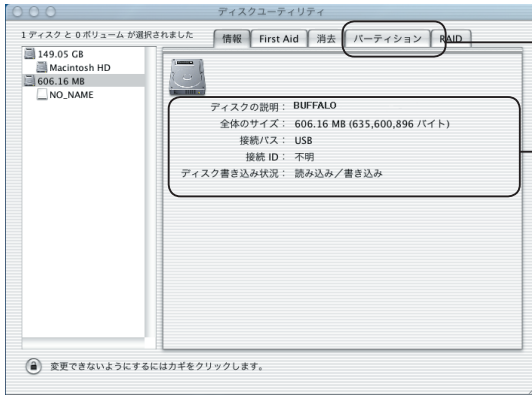 ディスクユーティリティ
1 ディスク と 0 ボリューム が選択されました
情報 First Aid 消去 パーティション RAID
149.05 GB
Macintosh HD
606.16 MB
NO_NAME
ディスクの説明： BUFFALO
全体のサイズ： 606.16 MB (635,600,896 バイト)
接続バス： USB
接続 ID： 不明
ディスク書き込み状況： 読み込み／書き込み
変更できないようにするにはカギをクリックします。